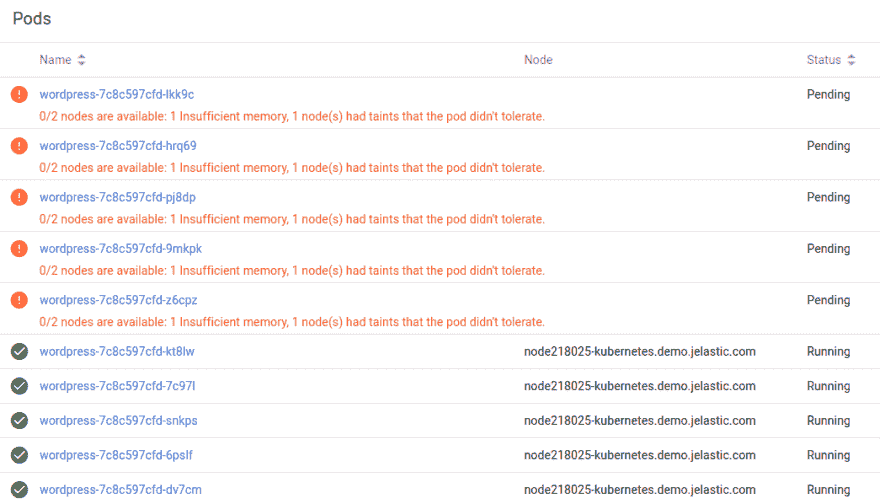 Pods
Name Node Status
wordpress-7c8c597cfd-lkk9c Pending
0/2 nodes are available: 1 Insufficient memory, 1 node(s) had taints that the pod didn't tolerate.
wordpress-7c8c597cfd-hrq69 Pending
0/2 nodes are available: 1 Insufficient memory, 1 node(s) had taints that the pod didn't tolerate.
wordpress-7c8c597cfd-pj8dp Pending
0/2 nodes are available: 1 Insufficient memory, 1 node(s) had taints that the pod didn't tolerate.
wordpress-7c8c597cfd-9mkpk Pending
0/2 nodes are available: 1 Insufficient memory, 1 node(s) had taints that the pod didn't tolerate.
wordpress-7c8c597cfd-z6cpz Pending
0/2 nodes are available: 1 Insufficient memory, 1 node(s) had taints that the pod didn't tolerate.
wordpress-7c8c597cfd-kt8lw node218025-kubernetes.demo.jelastic.com Running
wordpress-7c8c597cfd-7c97l node218025-kubernetes.demo.jelastic.com Running
wordpress-7c8c597cfd-snkps node218025-kubernetes.demo.jelastic.com Running
wordpress-7c8c597cfd-6pslf node218025-kubernetes.demo.jelastic.com Running
wordpress-7c8c597cfd-dv7cm node218025-kubernetes.demo.jelastic.com Running